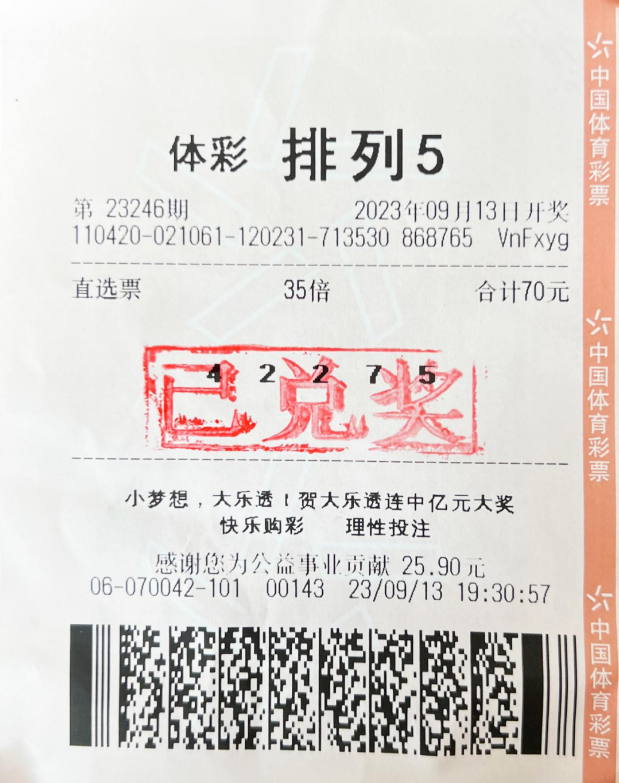 体彩 排列5
第 23246期 2023年09月13日开奖
110420-021061-120231-713530 868765 VnFxyg
直选票 35倍 合计70元
4 2 2 7 5
已兑奖
小梦想，大乐透！贺大乐透连中亿元大奖
快乐购彩 理性投注
感谢您为公益事业贡献 25.90元
06-070042-101 00143 23/09/13 19:30:57
中国体育彩票
中国体育彩票
中国体育彩票